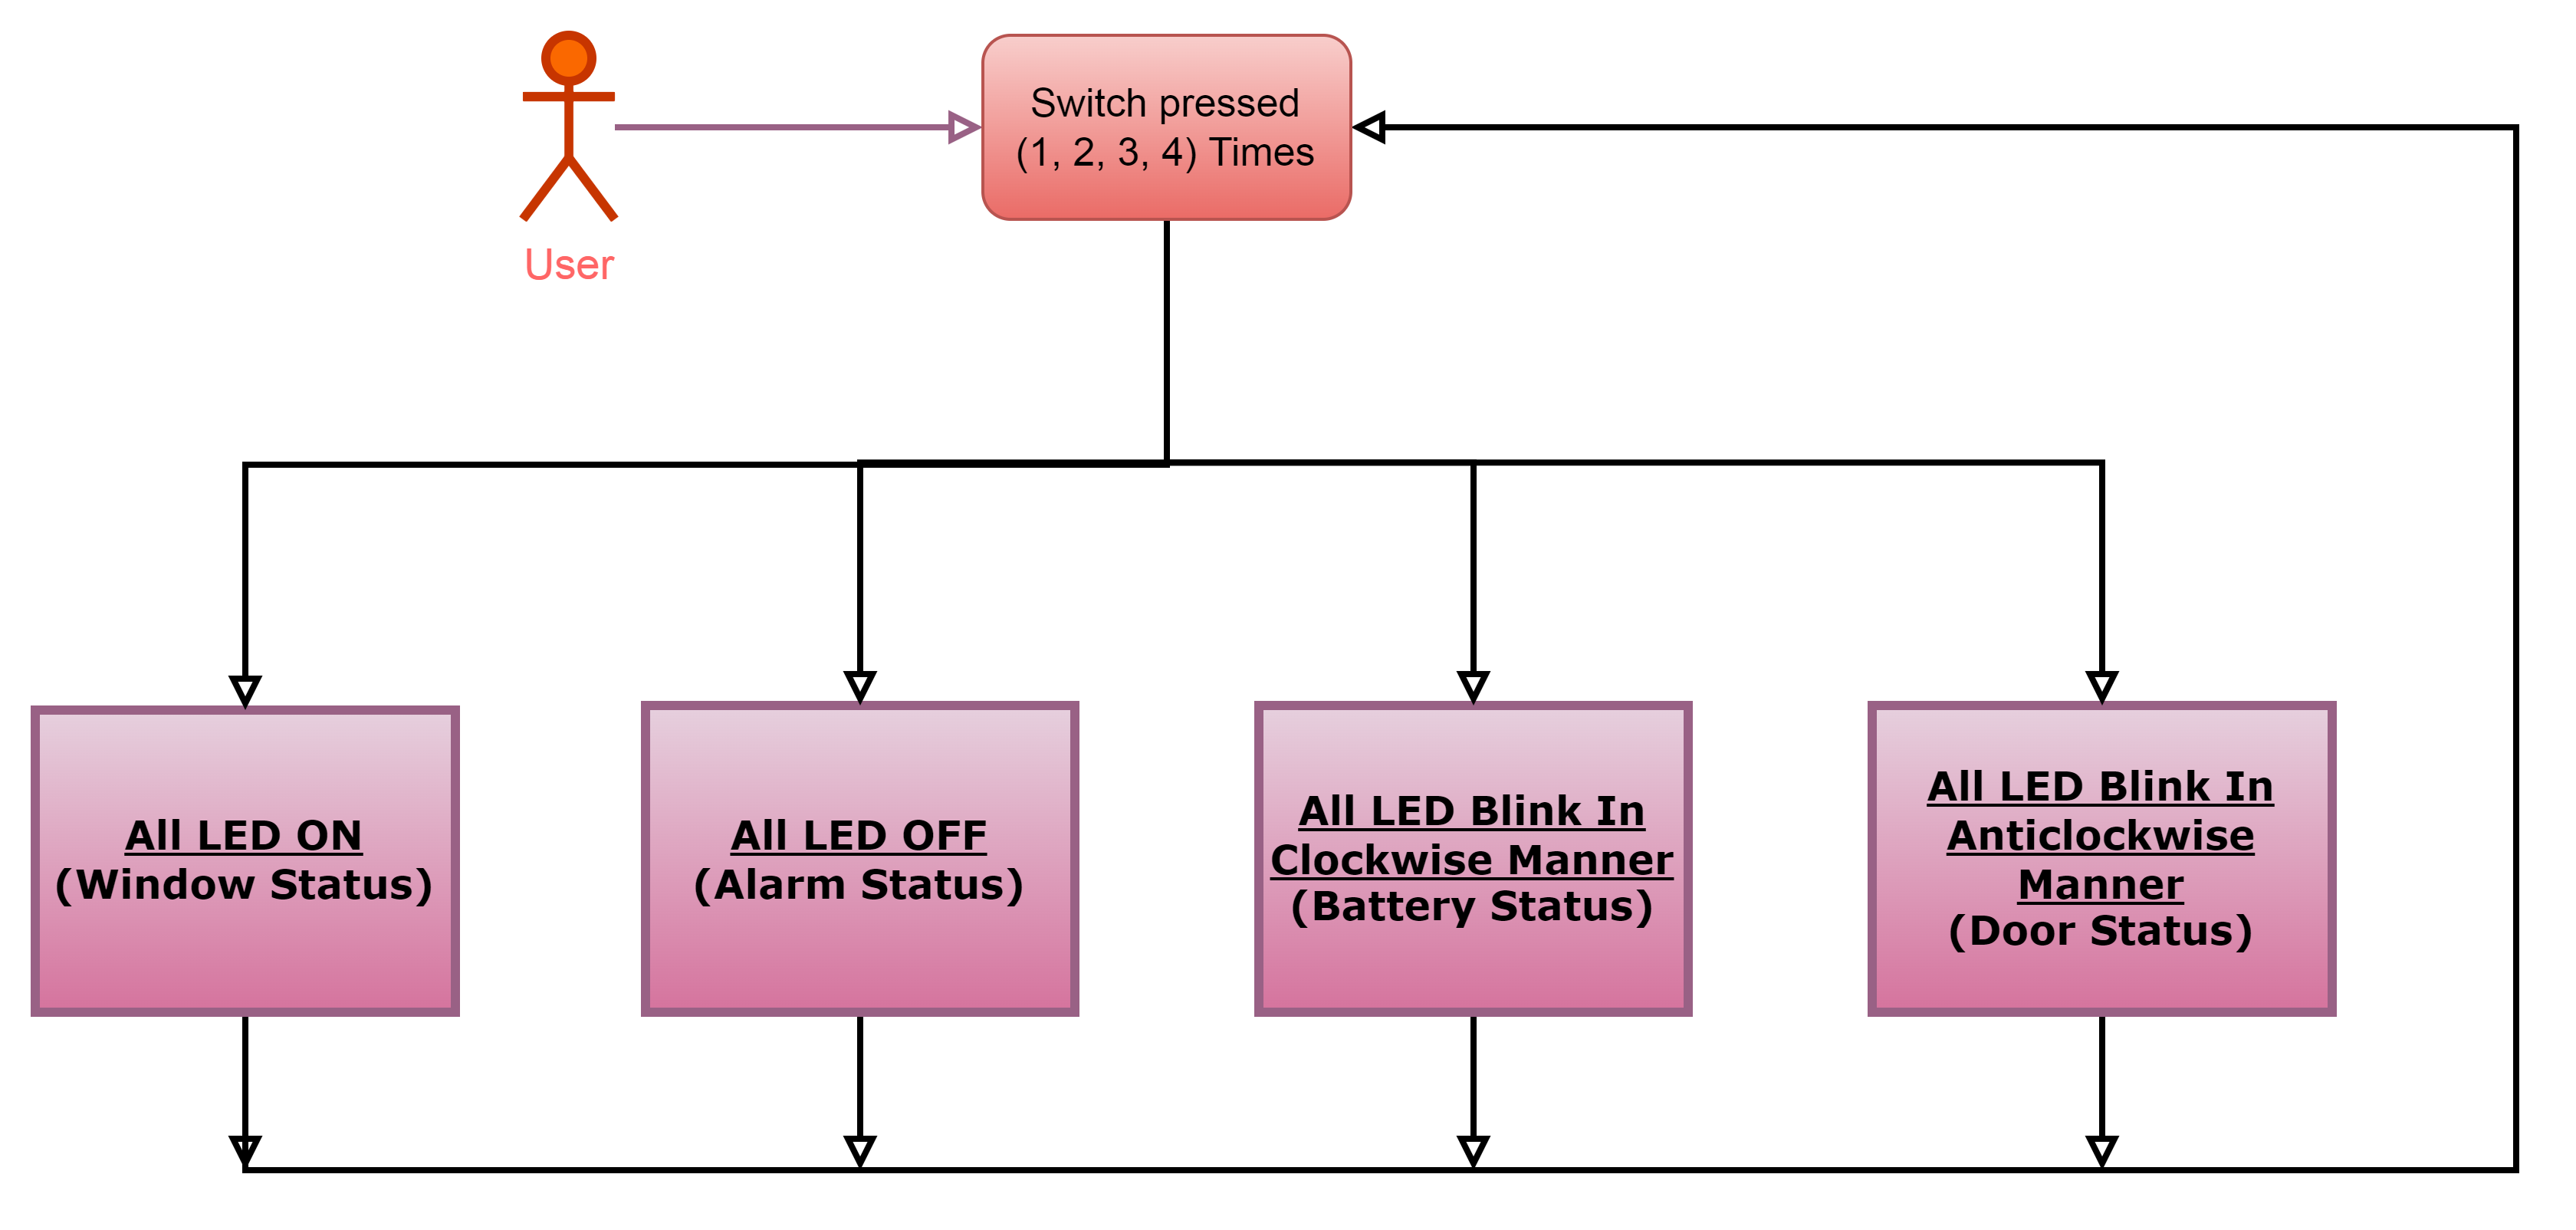 Switch pressed
(1, 2, 3, 4) Times
User
All LED ON
(Window Status)
All LED OFF
(Alarm Status)
All LED Blink In
Clockwise Manner
(Battery Status)
All LED Blink In
Anticlockwise
Manner
(Door Status)